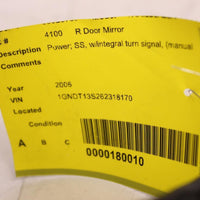 C #
4100 R Door Mirror
Description Power; SS, w/integral turn signal, (manual
Comments
Year 2006
VIN 1GNDT13S262318170
Located
Condition
A B C
0000180010